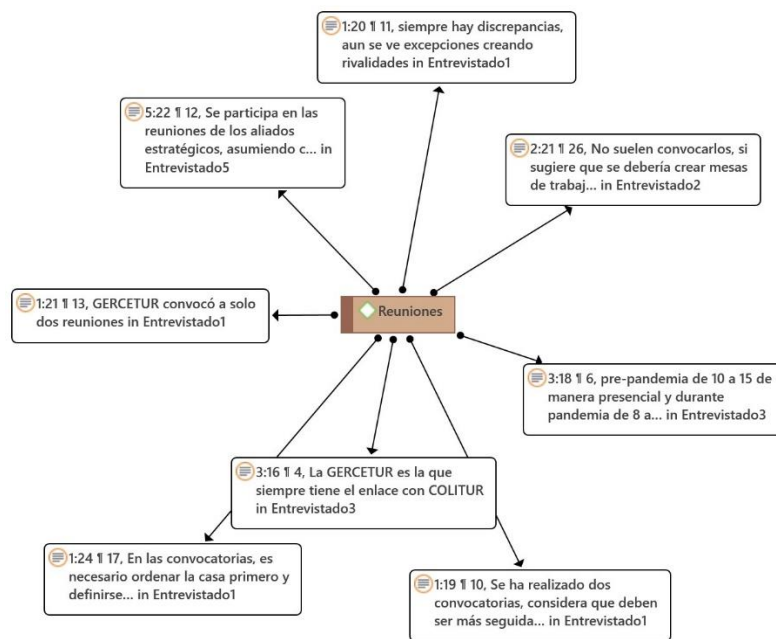 1:20 ¶ 11, siempre hay discrepancias,
aun se ve excepciones creando
rivalidades in Entrevistado1
5:22 ¶ 12, Se participa en las
reuniones de los aliados
estratégicos, asumiendo c... in
Entrevistado5
2:21 ¶ 26, No suelen convocarlos, si
sugiere que se debería crear mesas
de trabaj... in Entrevistado2
1:21 ¶ 13, GERCETUR convocó a solo
dos reuniones in Entrevistado1
Reuniones
3:18 ¶ 6, pre-pandemia de 10 a 15 de
manera presencial y durante
pandemia de 8 a... in Entrevistado3
3:16 ¶ 4, La GERCETUR es la que
siempre tiene el enlace con COLITUR
in Entrevistado3
1:24 ¶ 17, En las convocatorias, es
necesario ordenar la casa primero y
definirse... in Entrevistado1
1:19 ¶ 10, Se ha realizado dos
convocatorias, considera que deben
ser más seguida... in Entrevistado1